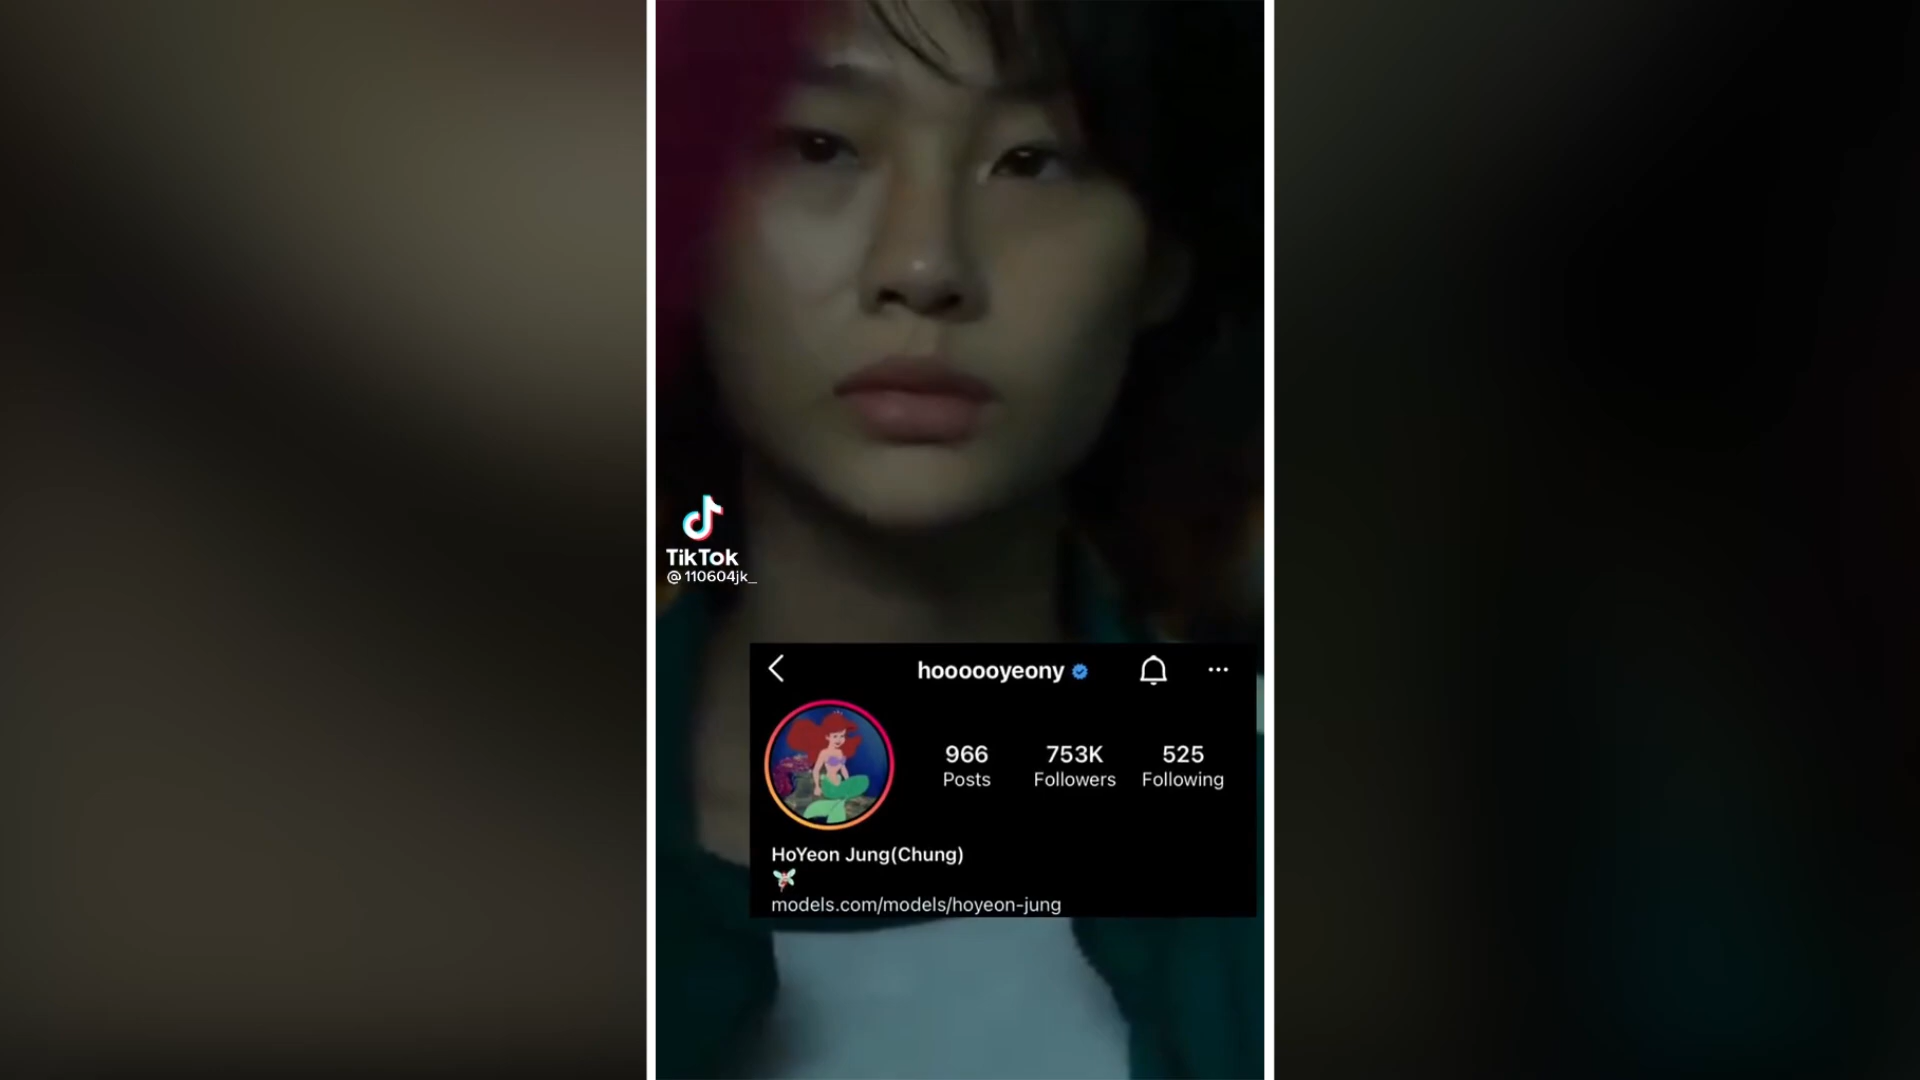 TikTok
@110604jk_
hoooooyeony
966
Posts
753K
Followers
525
Following
HoYeon Jung(Chung)
models.com/models/hoyeon-jung